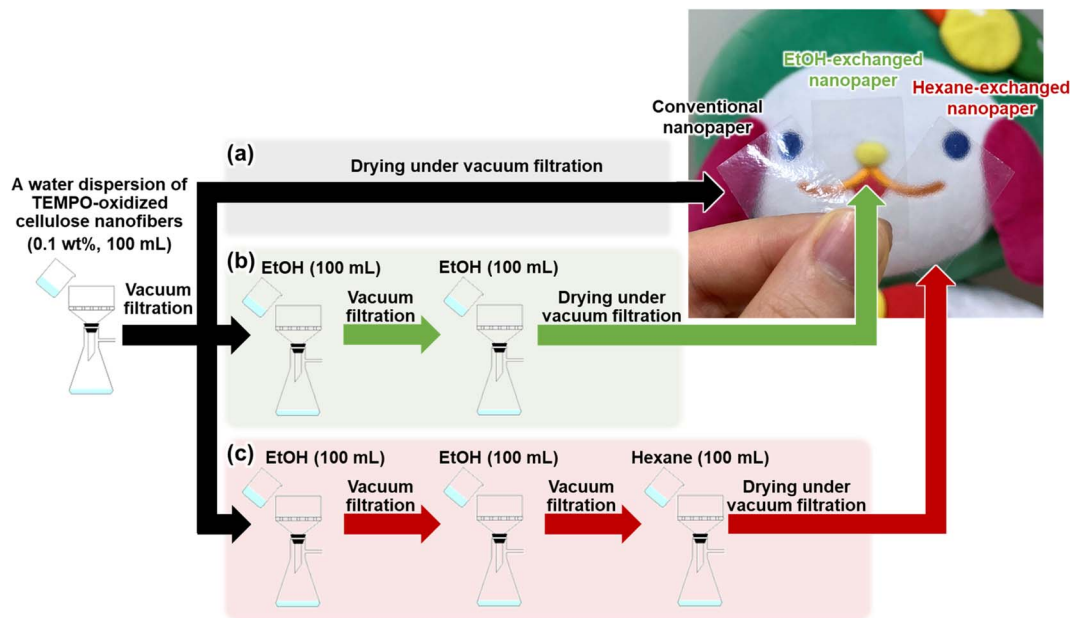 EtOH-exchanged
nanopaper
Hexane-exchanged
nanopaper
Conventional
nanopaper
(a)
Drying under vacuum filtration
A water dispersion of
TEMPO-oxidized
cellulose nanofibers
(0.1 wt%, 100 mL)
Vacuum
filtration
(b)
EtOH (100 mL)
Vacuum
filtration
EtOH (100 mL)
Drying under
vacuum filtration
(c)
EtOH (100 mL)
Vacuum
filtration
EtOH (100 mL)
Vacuum
filtration
Hexane (100 mL)
Drying under
vacuum filtration